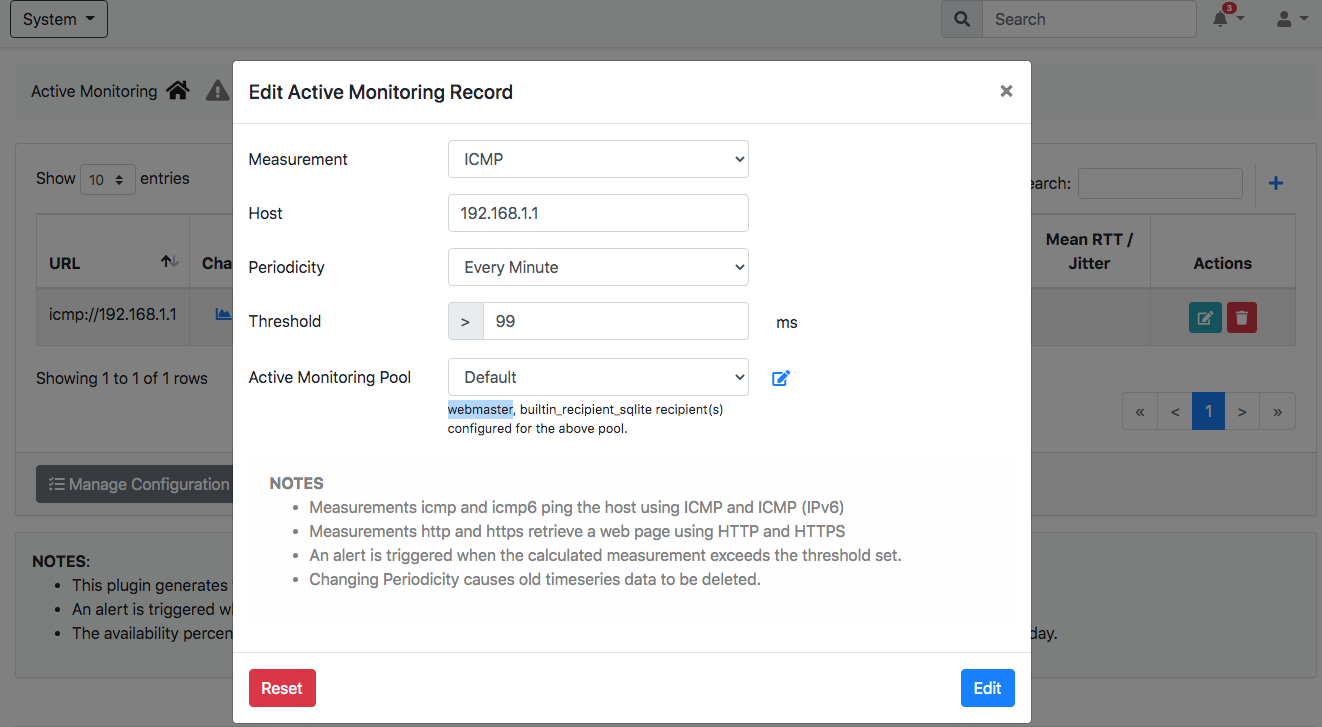 System
Search
3
Active Monitoring
Edit Active Monitoring Record
×
Measurement
ICMP
Show 10 entries
earch:
+
Host
192.168.1.1
URL
Cha
Mean RTT / Jitter
Actions
Periodicity
Every Minute
icmp://192.168.1.1
Threshold
> 99 ms
Showing 1 to 1 of 1 rows
Active Monitoring Pool
Default
webmaster, builtin_recipient_sqlite recipient(s)
configured for the above pool.
« < 1 > »
Manage Configuration
NOTES
• Measurements icmp and icmp6 ping the host using ICMP and ICMP (IPv6)
• Measurements http and https retrieve a web page using HTTP and HTTPS
• An alert is triggered when the calculated measurement exceeds the threshold set.
• Changing Periodicity causes old timeseries data to be deleted.
NOTES:
• This plugin generates
• An alert is triggered w
• The availability percen
day.
Reset
Edit